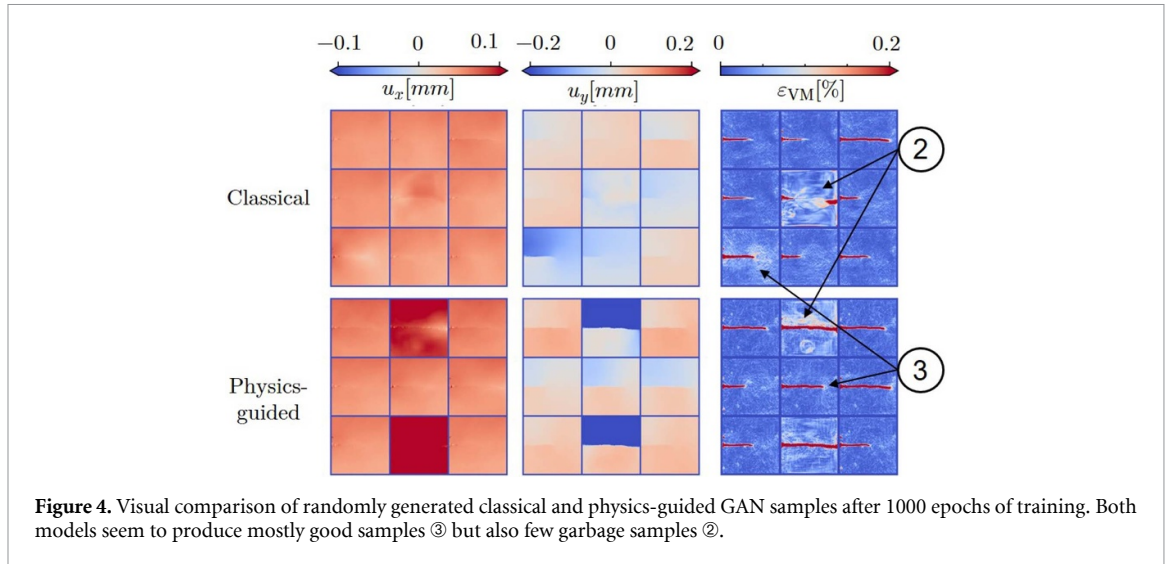 −0.1 0 0.1 −0.2 0 0.2 0 0.2
u_x[mm] u_y[mm] ε_VM[%]
②
Classical
Physics-
guided
③
Figure 4. Visual comparison of randomly generated classical and physics-guided GAN samples after 1000 epochs of training. Both
models seem to produce mostly good samples ③ but also few garbage samples ②.